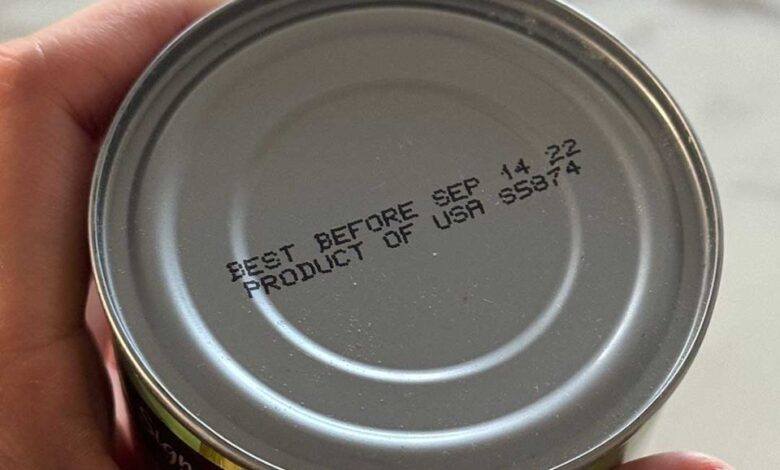 BEST BEFORE SEP 14 22
PRODUCT OF USA S5874